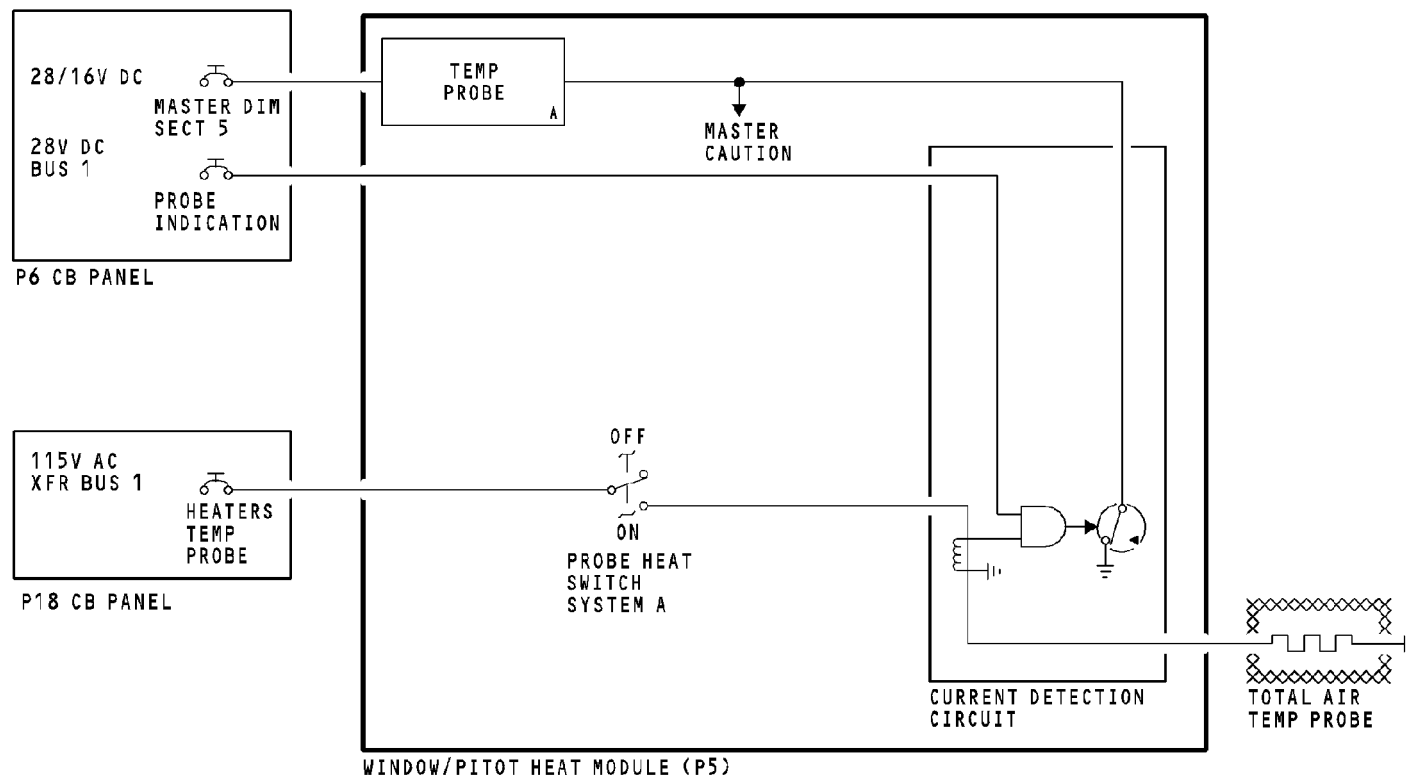 28/16V DC
MASTER DIM
SECT 5
28V DC
BUS 1
PROBE
INDICATION
P6 CB PANEL
TEMP
PROBE
A
MASTER
CAUTION
115V AC
XFR BUS 1
HEATERS
TEMP
PROBE
P18 CB PANEL
OFF
ON
PROBE HEAT
SWITCH
SYSTEM A
CURRENT DETECTION
CIRCUIT
TOTAL AIR
TEMP PROBE
WINDOW/PITOT HEAT MODULE (P5)